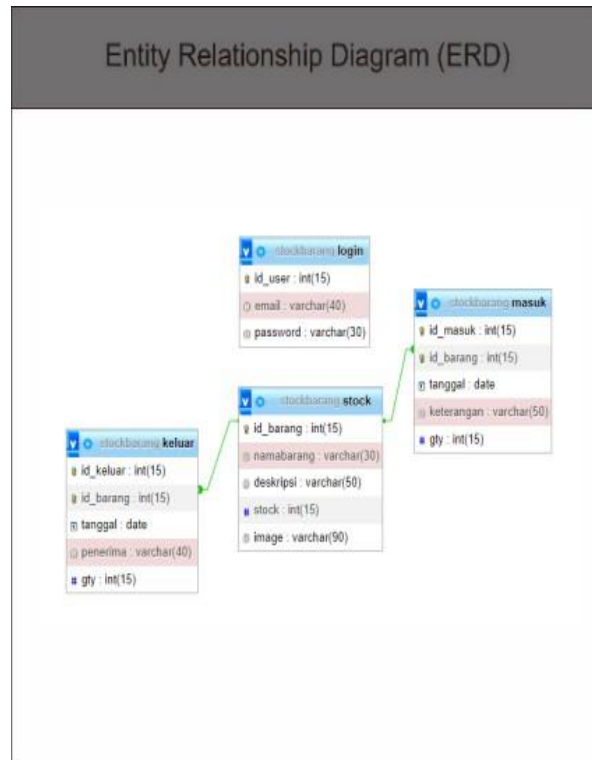 Entity Relationship Diagram (ERD)
stockbarang login
id_user : int(15)
email : varchar(40)
password : varchar(30)
stockbarang masuk
id_masuk : int(15)
id_barang : int(15)
tanggal : date
keterangan : varchar(50)
gty : int(15)
stockbarang stock
id_barang : int(15)
namabarang : varchar(30)
deskripsi : varchar(50)
stock : int(15)
image : varchar(90)
stockbarang keluar
id_keluar : int(15)
id_barang : int(15)
tanggal : date
penerima : varchar(40)
gty : int(15)